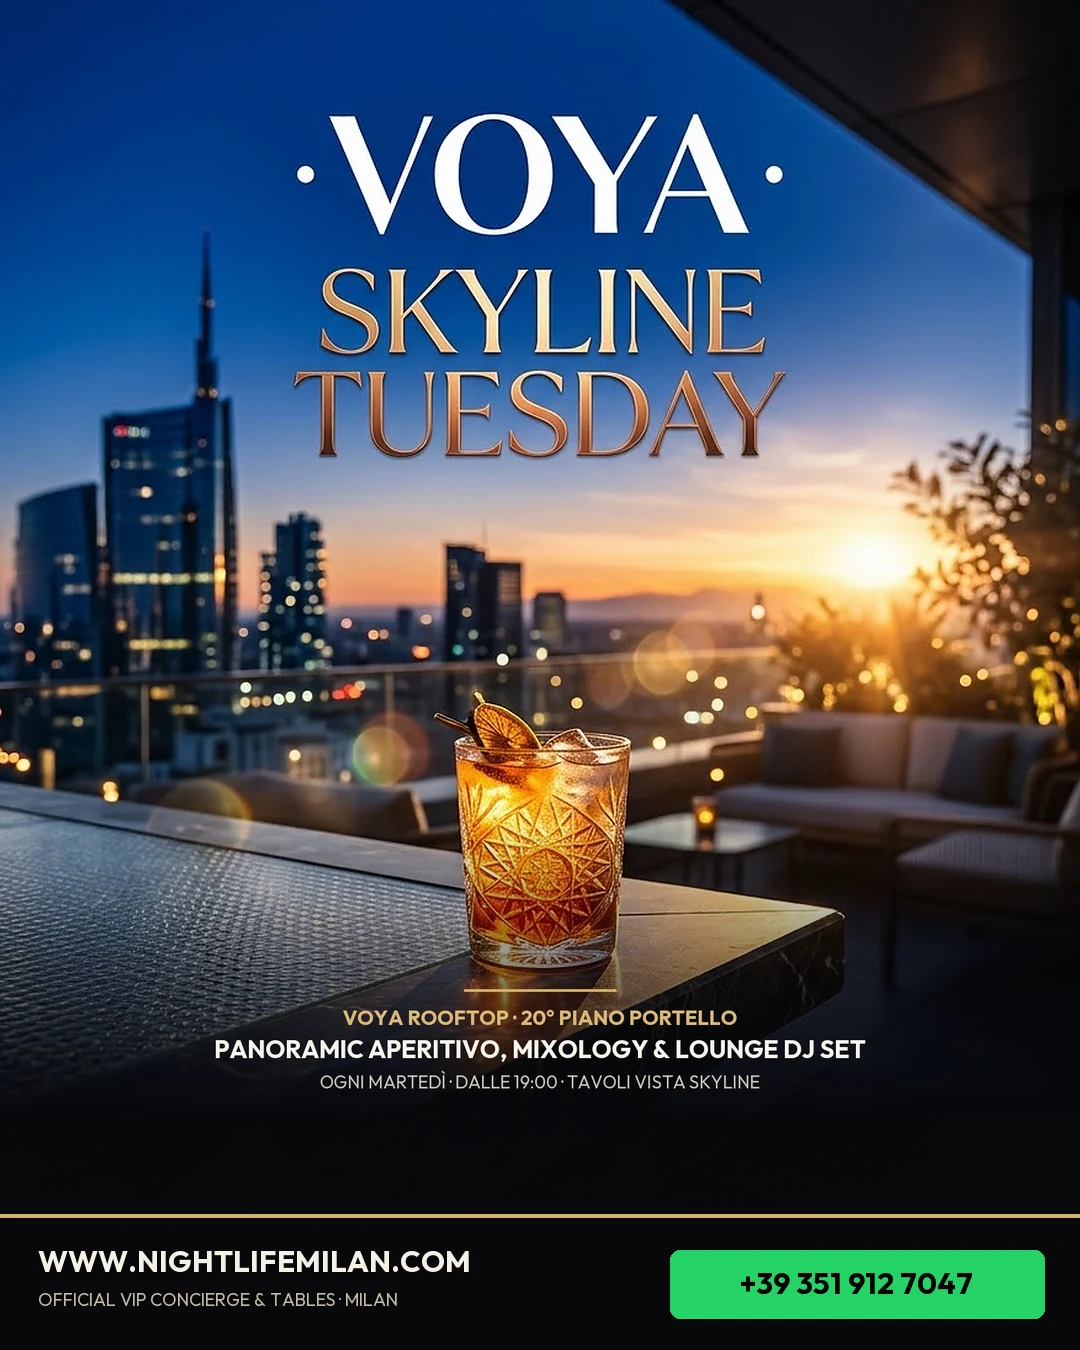 · VOYA ·
SKYLINE
TUESDAY
VOYA ROOFTOP · 20° PIANO PORTELLO
PANORAMIC APERITIVO, MIXOLOGY & LOUNGE DJ SET
OGNI MARTEDÌ · DALLE 19:00 · TAVOLI VISTA SKYLINE
WWW.NIGHTLIFEMILAN.COM
OFFICIAL VIP CONCIERGE & TABLES · MILAN
+39 351 912 7047